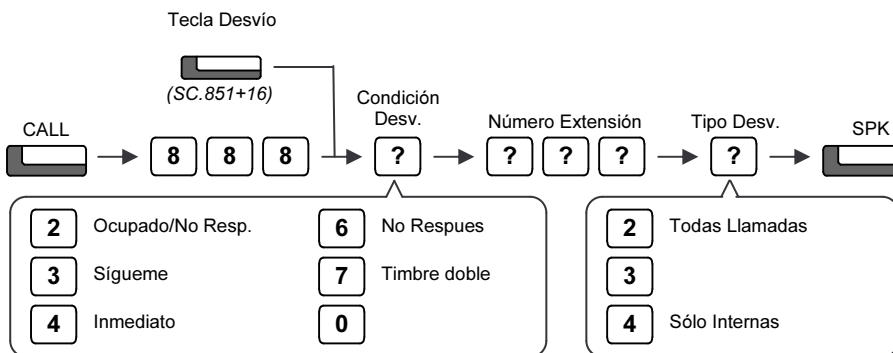 Tecla Desvío
(SC.851+16)
CALL
8 8 8
Condición
Desv.
?
Número Extensión
? ? ?
Tipo Desv.
?
SPK
2 Ocupado/No Resp.
3 Sígueme
4 Inmediato
6 No Respues
7 Timbre doble
0
2 Todas Llamadas
3
4 Sólo Internas